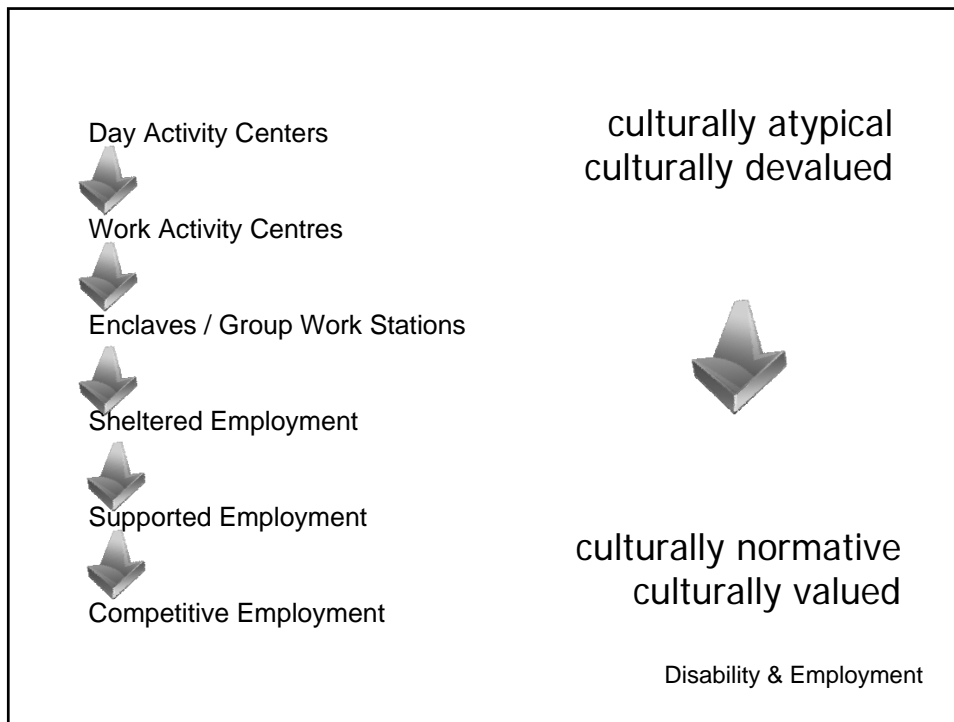 Day Activity Centers
Work Activity Centres
Enclaves / Group Work Stations
Sheltered Employment
Supported Employment
Competitive Employment
culturally atypical
culturally devalued
culturally normative
culturally valued
Disability & Employment